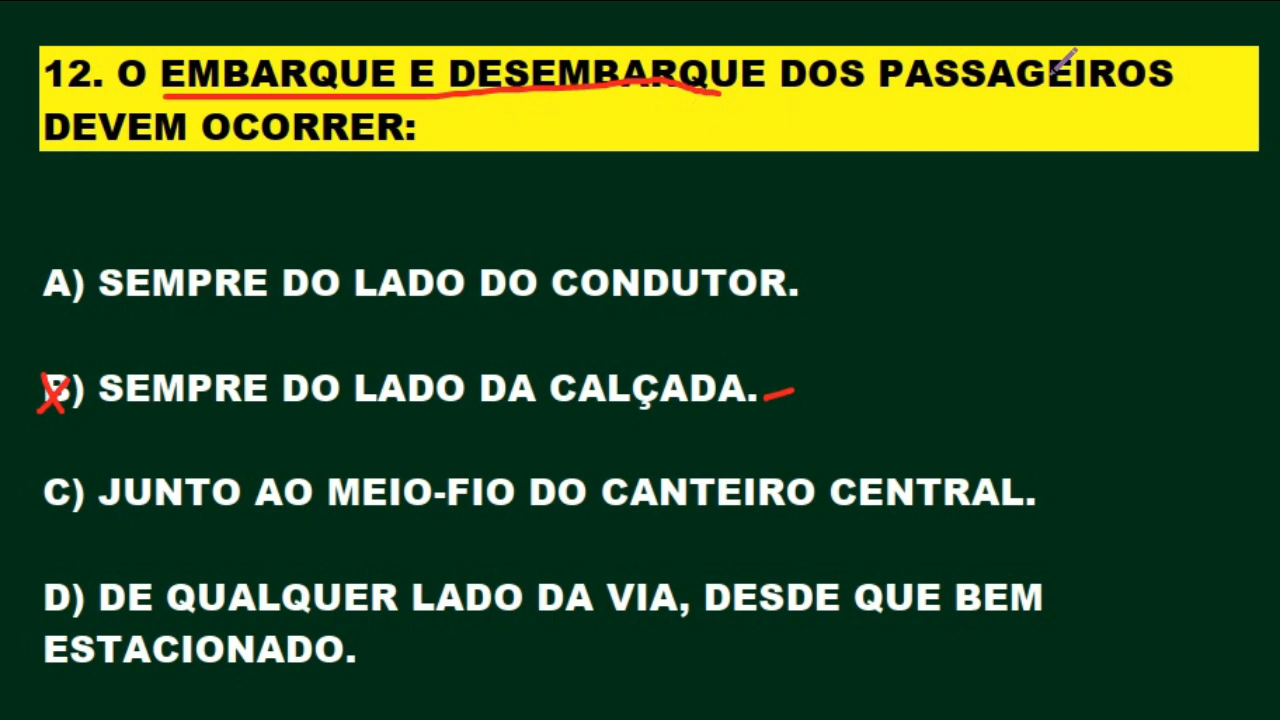 12. O EMBARQUE E DESEMBARQUE DOS PASSAGEIROS
DEVEM OCORRER:
A) SEMPRE DO LADO DO CONDUTOR.
B) SEMPRE DO LADO DA CALÇADA.
C) JUNTO AO MEIO-FIO DO CANTEIRO CENTRAL.
D) DE QUALQUER LADO DA VIA, DESDE QUE BEM
ESTACIONADO.